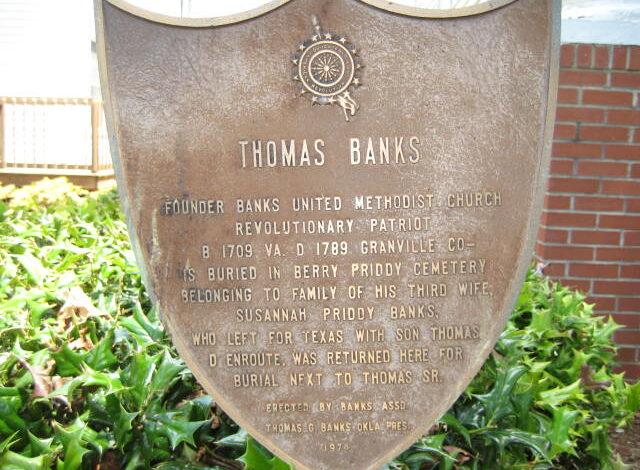 THOMAS BANKS
FOUNDER BANKS UNITED METHODIST CHURCH
REVOLUTIONARY PATRIOT
B 1709 VA. D 1789 GRANVILLE CO-
IS BURIED IN BERRY PRIDDY CEMETERY
BELONGING TO FAMILY OF HIS THIRD WIFE,
SUSANNAH PRIDDY BANKS,
WHO LEFT FOR TEXAS WITH SON THOMAS,
D ENROUTE, WAS RETURNED HERE FOR
BURIAL NEXT TO THOMAS SR.
ERECTED BY BANKS ASSO.
THOMAS G. BANKS OKLA. PRES.
1978